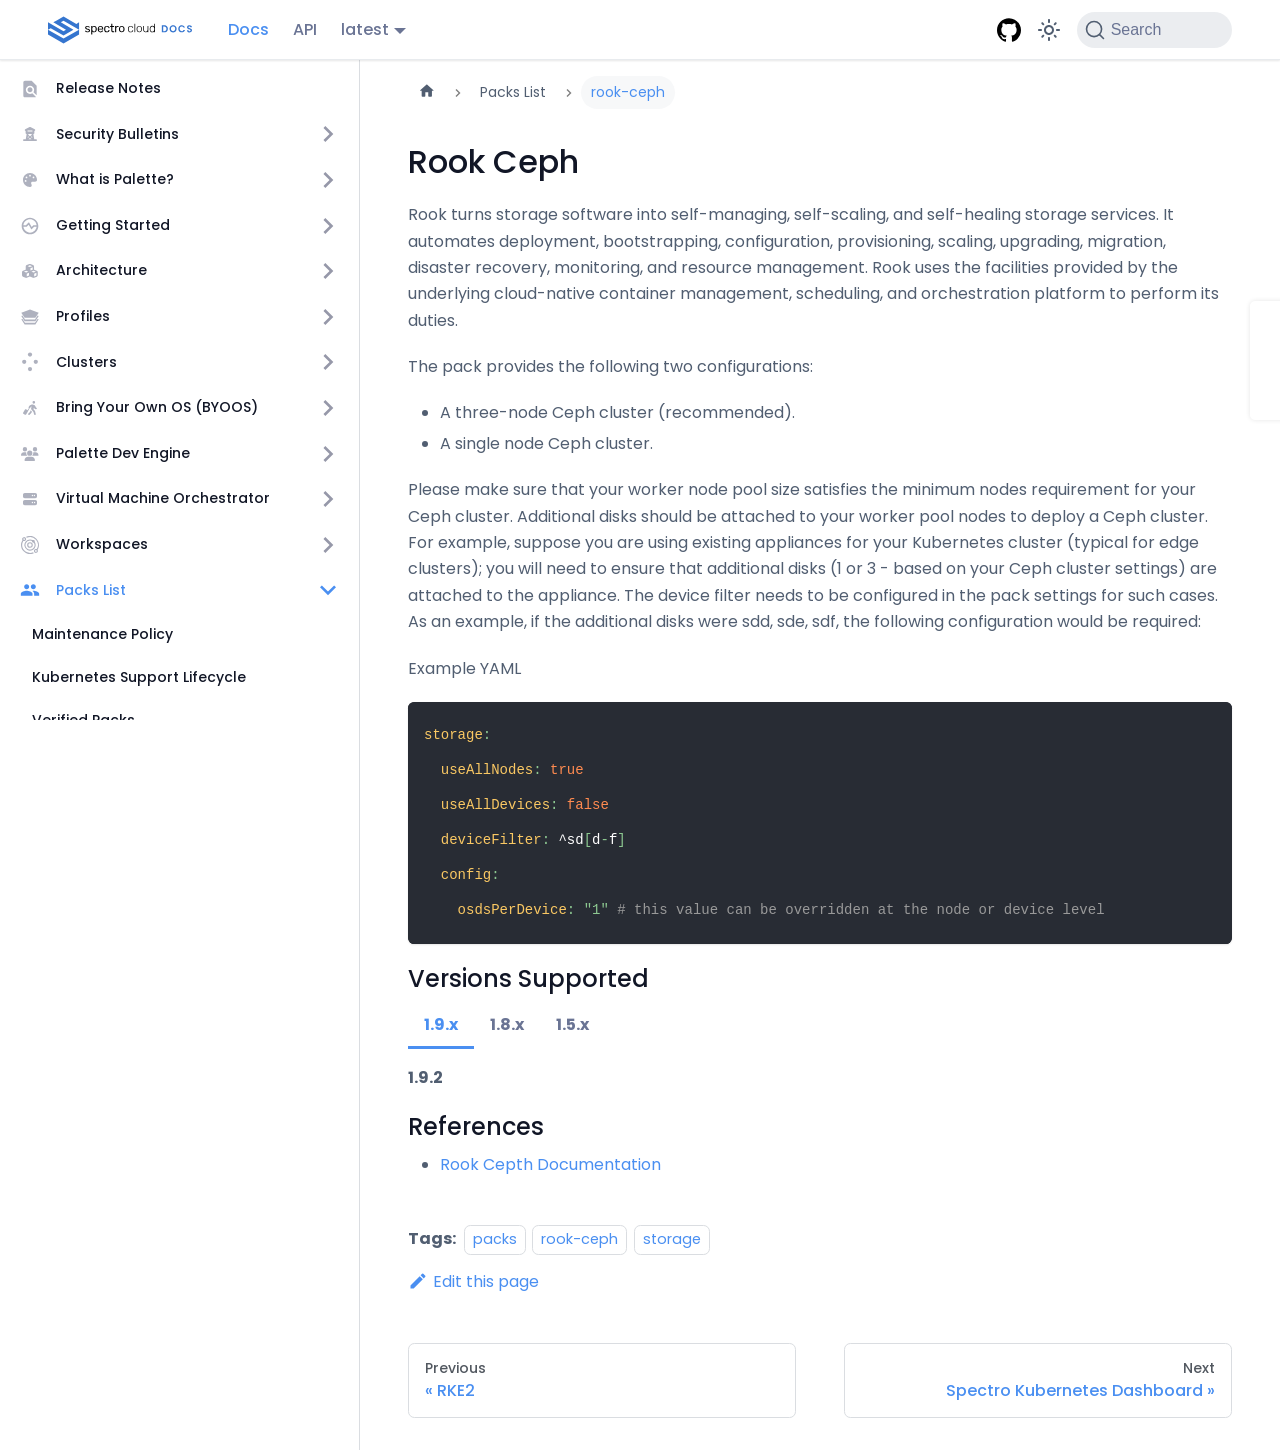 spectro cloud DOCS Docs API latest Search
Release Notes
Security Bulletins
What is Palette?
Getting Started
Architecture
Profiles
Clusters
Bring Your Own OS (BYOOS)
Palette Dev Engine
Virtual Machine Orchestrator
Workspaces
Packs List
Maintenance Policy
Kubernetes Support Lifecycle
Verified Packs
Packs List
rook-ceph
Rook Ceph
Rook turns storage software into self-managing, self-scaling, and self-healing storage services. It
automates deployment, bootstrapping, configuration, provisioning, scaling, upgrading, migration,
disaster recovery, monitoring, and resource management. Rook uses the facilities provided by the
underlying cloud-native container management, scheduling, and orchestration platform to perform its
duties.
The pack provides the following two configurations:
A three-node Ceph cluster (recommended).
A single node Ceph cluster.
Please make sure that your worker node pool size satisfies the minimum nodes requirement for your
Ceph cluster. Additional disks should be attached to your worker pool nodes to deploy a Ceph cluster.
For example, suppose you are using existing appliances for your Kubernetes cluster (typical for edge
clusters); you will need to ensure that additional disks (1 or 3 - based on your Ceph cluster settings) are
attached to the appliance. The device filter needs to be configured in the pack settings for such cases.
As an example, if the additional disks were sdd, sde, sdf, the following configuration would be required:
Example YAML
storage:
useAllNodes: true
useAllDevices: false
deviceFilter: ^sd[d-f]
config:
osdsPerDevice: "1" # this value can be overridden at the node or device level
Versions Supported
1.9.x 1.8.x 1.5.x
1.9.2
References
Rook Cepth Documentation
Tags: packs rook-ceph storage
Edit this page
Previous
« RKE2
Next
Spectro Kubernetes Dashboard »